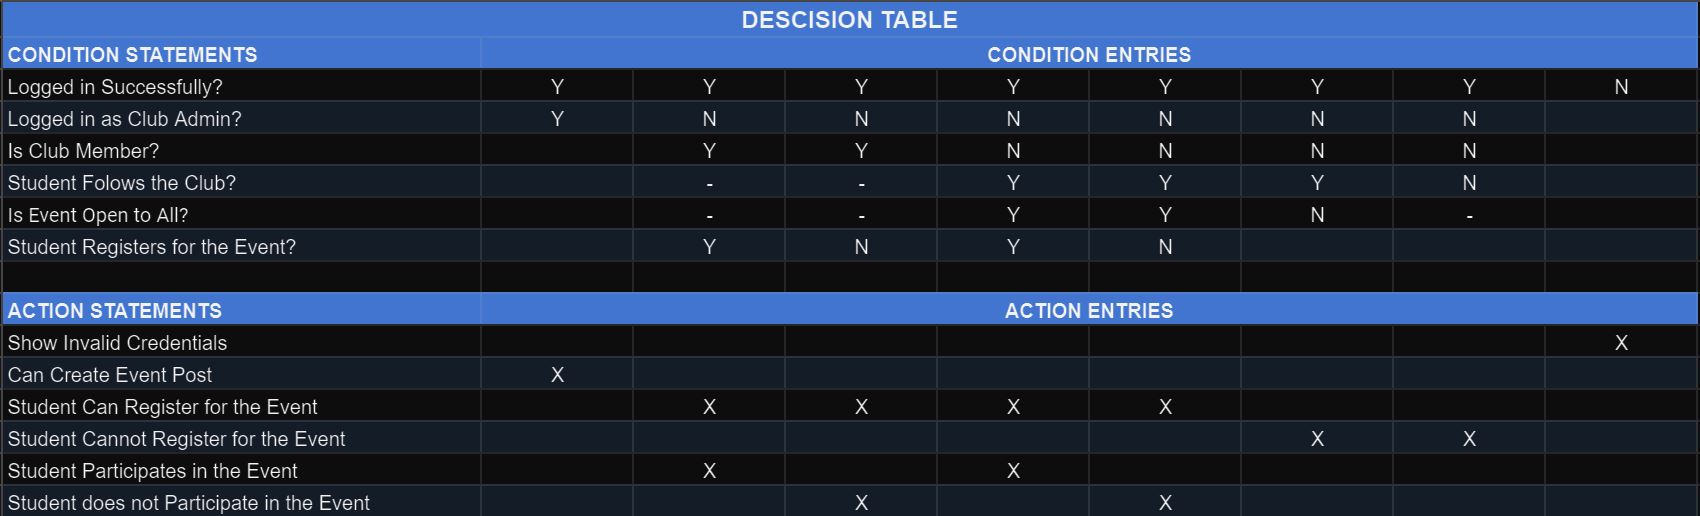 DESCISION TABLE
CONDITION STATEMENTS CONDITION ENTRIES
Logged in Successfully? Y Y Y Y Y Y Y N
Logged in as Club Admin? Y N N N N N N
Is Club Member? Y Y N N N N
Student Folows the Club? - - Y Y Y N
Is Event Open to All? - - Y Y N -
Student Registers for the Event? Y N Y N
ACTION STATEMENTS ACTION ENTRIES
Show Invalid Credentials X
Can Create Event Post X
Student Can Register for the Event X X X X
Student Cannot Register for the Event X X
Student Participates in the Event X X
Student does not Participate in the Event X X